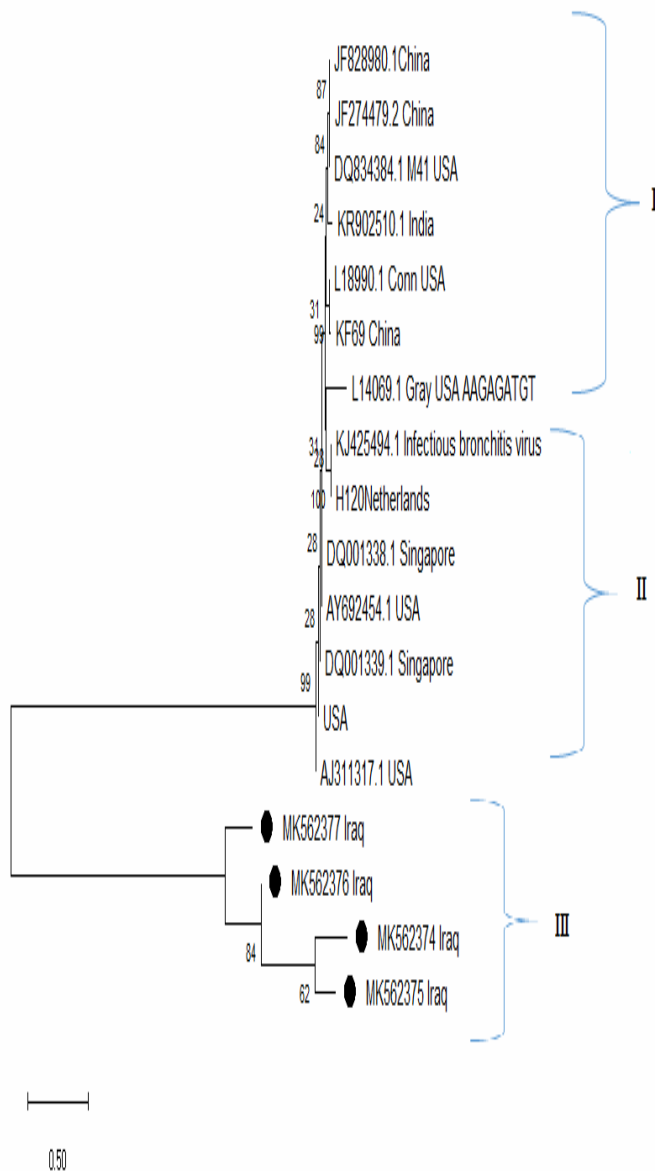 JF828980.1China
87
JF274479.2 China
84
DQ834384.1 M41 USA
I
24
KR902510.1 India
L18990.1 Conn USA
31
99
KF69 China
L14069.1 Gray USA AAGAGATGT
31
KJ425494.1 Infectious bronchitis virus
28
100
H120Netherlands
28
DQ001338.1 Singapore
II
28
AY692454.1 USA
DQ001339.1 Singapore
99
USA
AJ311317.1 USA
MK562377 Iraq
MK562376 Iraq
III
84
MK562374 Iraq
62
MK562375 Iraq
0.50